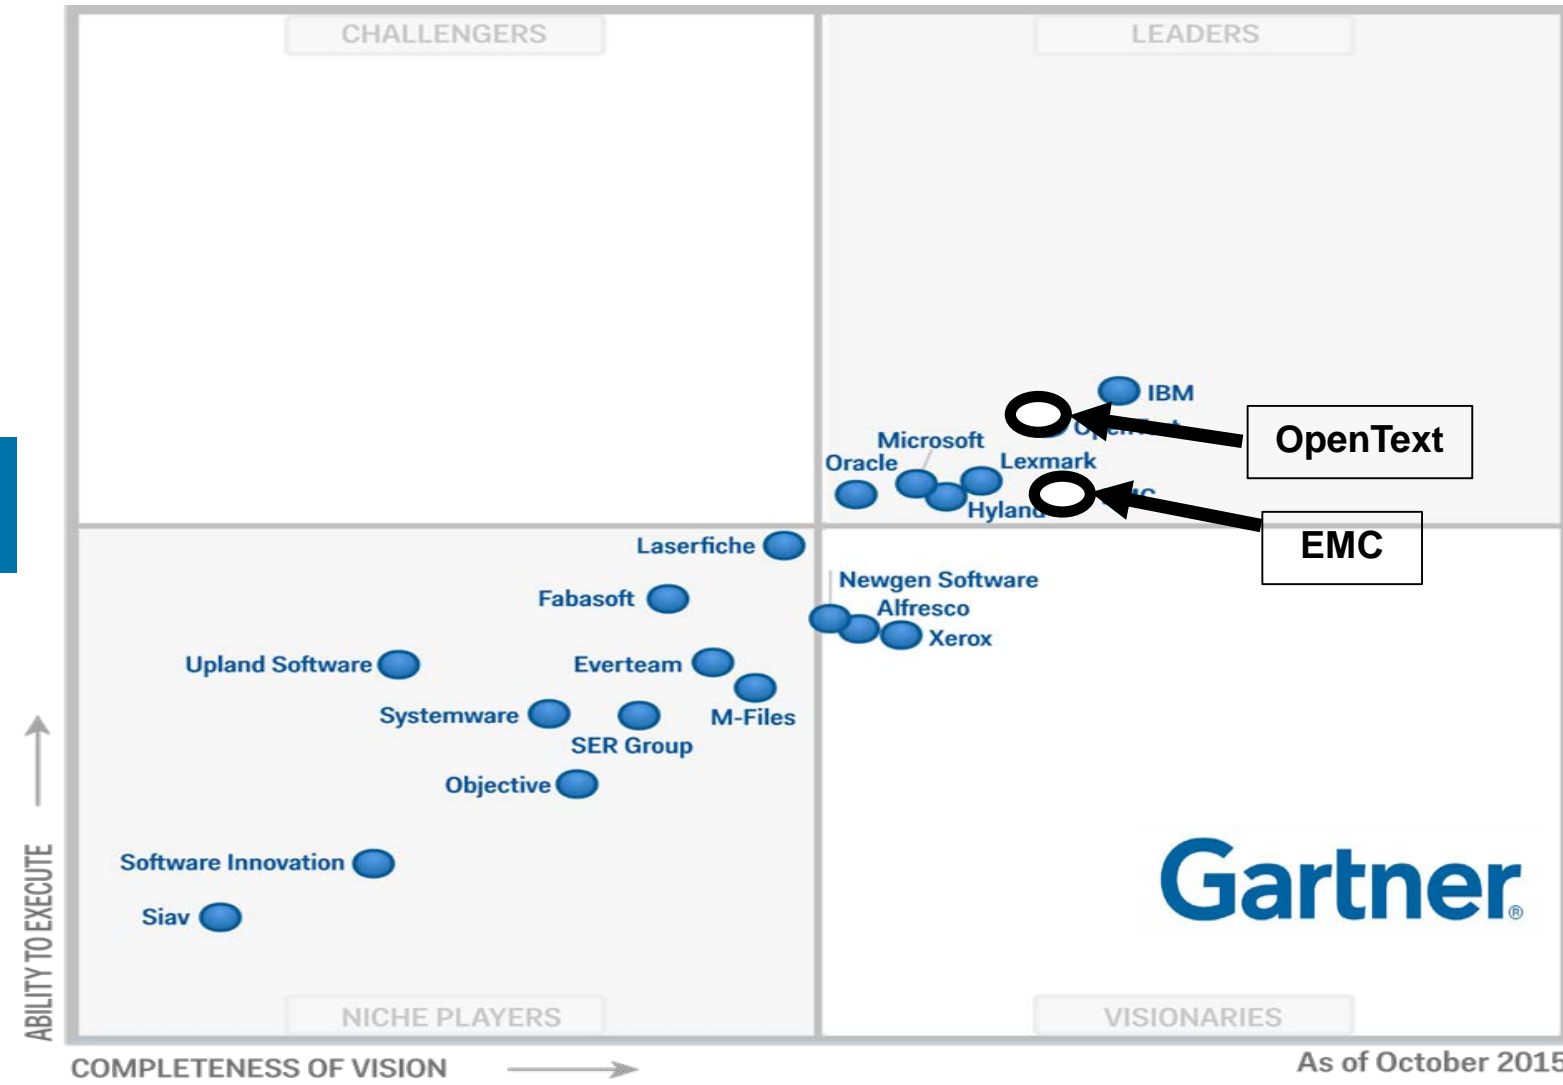 CHALLENGERS
LEADERS
IBM
OpenText
Microsoft
Oracle
Lexmark
Hyland
EMC
Laserfiche
Newgen Software
Fabasoft
Alfresco
Xerox
Upland Software
Everteam
Systemware
M-Files
SER Group
Objective
Software Innovation
Siav
Gartner®
ABILITY TO EXECUTE
NICHE PLAYERS
VISIONARIES
COMPLETENESS OF VISION
As of October 2015